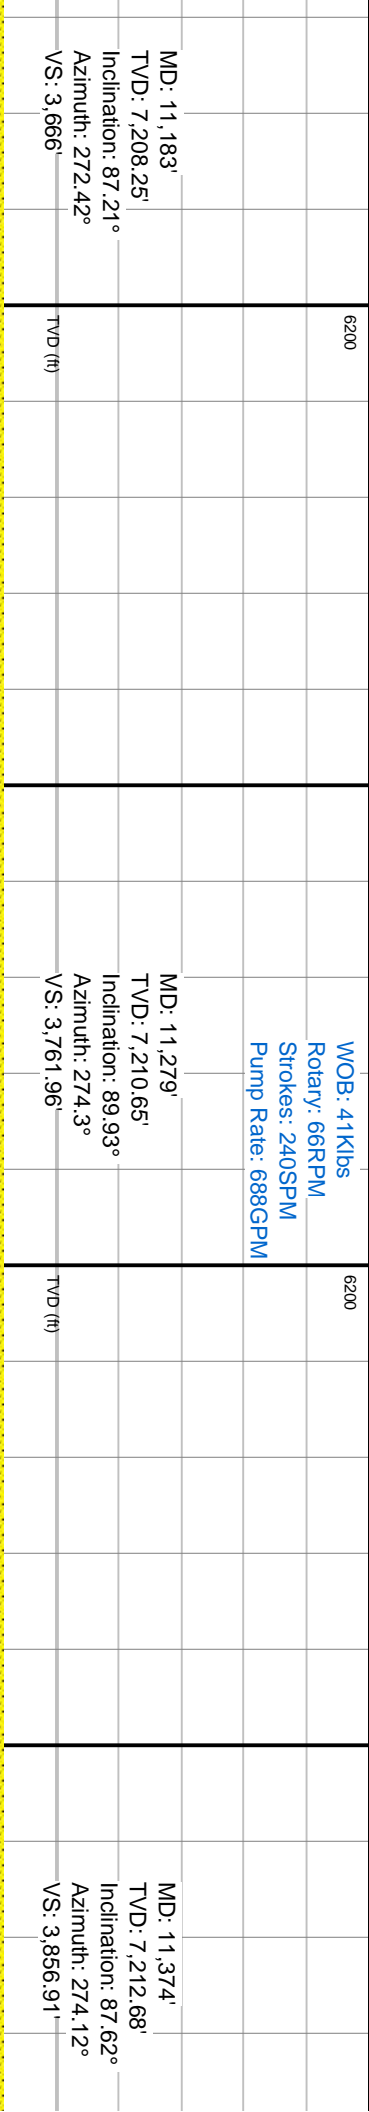 MD: 11,183'
TVD: 7,208.25'
Inclination: 87.21°
Azimuth: 272.42°
VS: 3,666'
6200
TVD (ft)
WOB: 41Klbs
Rotary: 66RPM
Strokes: 240SPM
Pump Rate: 688GPM
MD: 11,279'
TVD: 7,210.65'
Inclination: 89.93°
Azimuth: 274.3°
VS: 3,761.96'
6200
TVD (ft)
MD: 11,374'
TVD: 7,212.68'
Inclination: 87.62°
Azimuth: 274.12°
VS: 3,856.91'